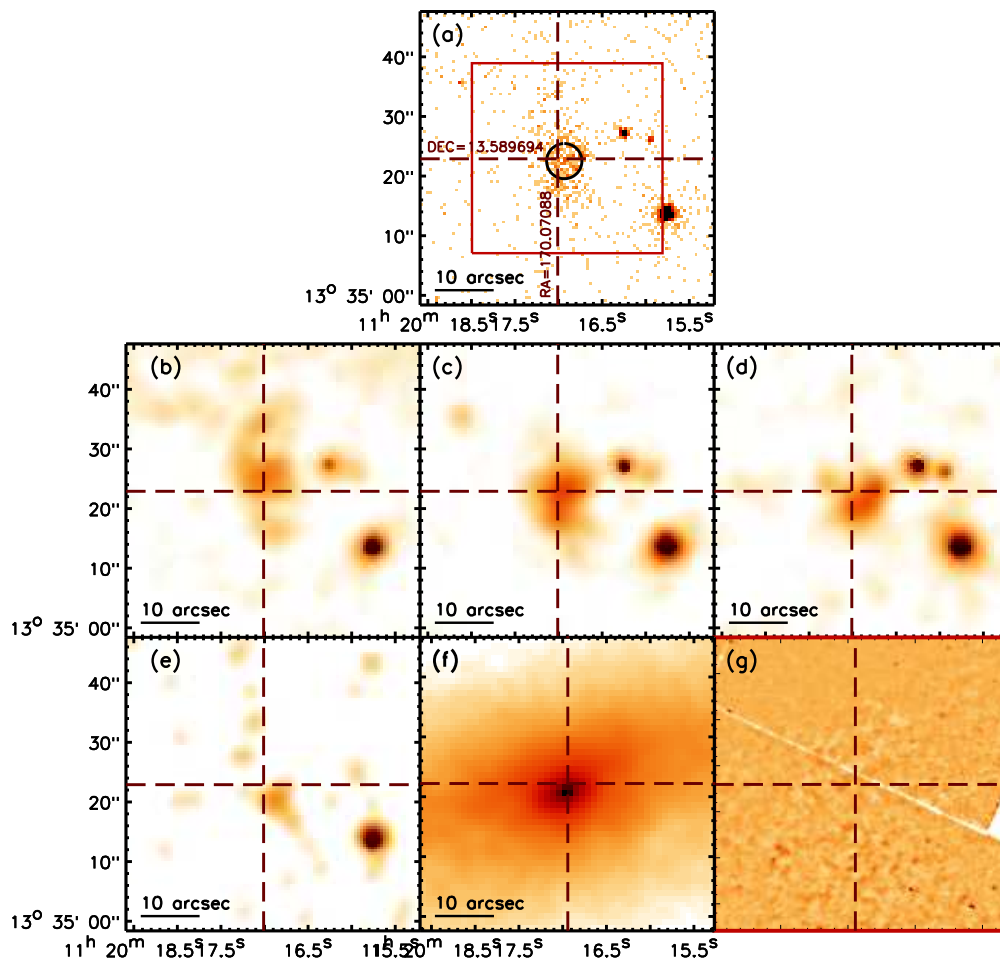 (a)
40"
30"
20"
10"
13° 35' 00"
DEC=13.589694
RA=170.07088
10 arcsec
11ʰ 20ᵐ 18.5ˢ 17.5ˢ 16.5ˢ 15.5ˢ
(b) (c) (d)
40"
30"
20"
10"
13° 35' 00"
10 arcsec 10 arcsec 10 arcsec
(e) (f) (g)
40"
30"
20"
10"
13° 35' 00"
10 arcsec 10 arcsec
11ʰ 20ᵐ 18.5ˢ 17.5ˢ 16.5ˢ 20ᵐ 18.5ˢ 17.5ˢ 16.5ˢ 15.5ˢ